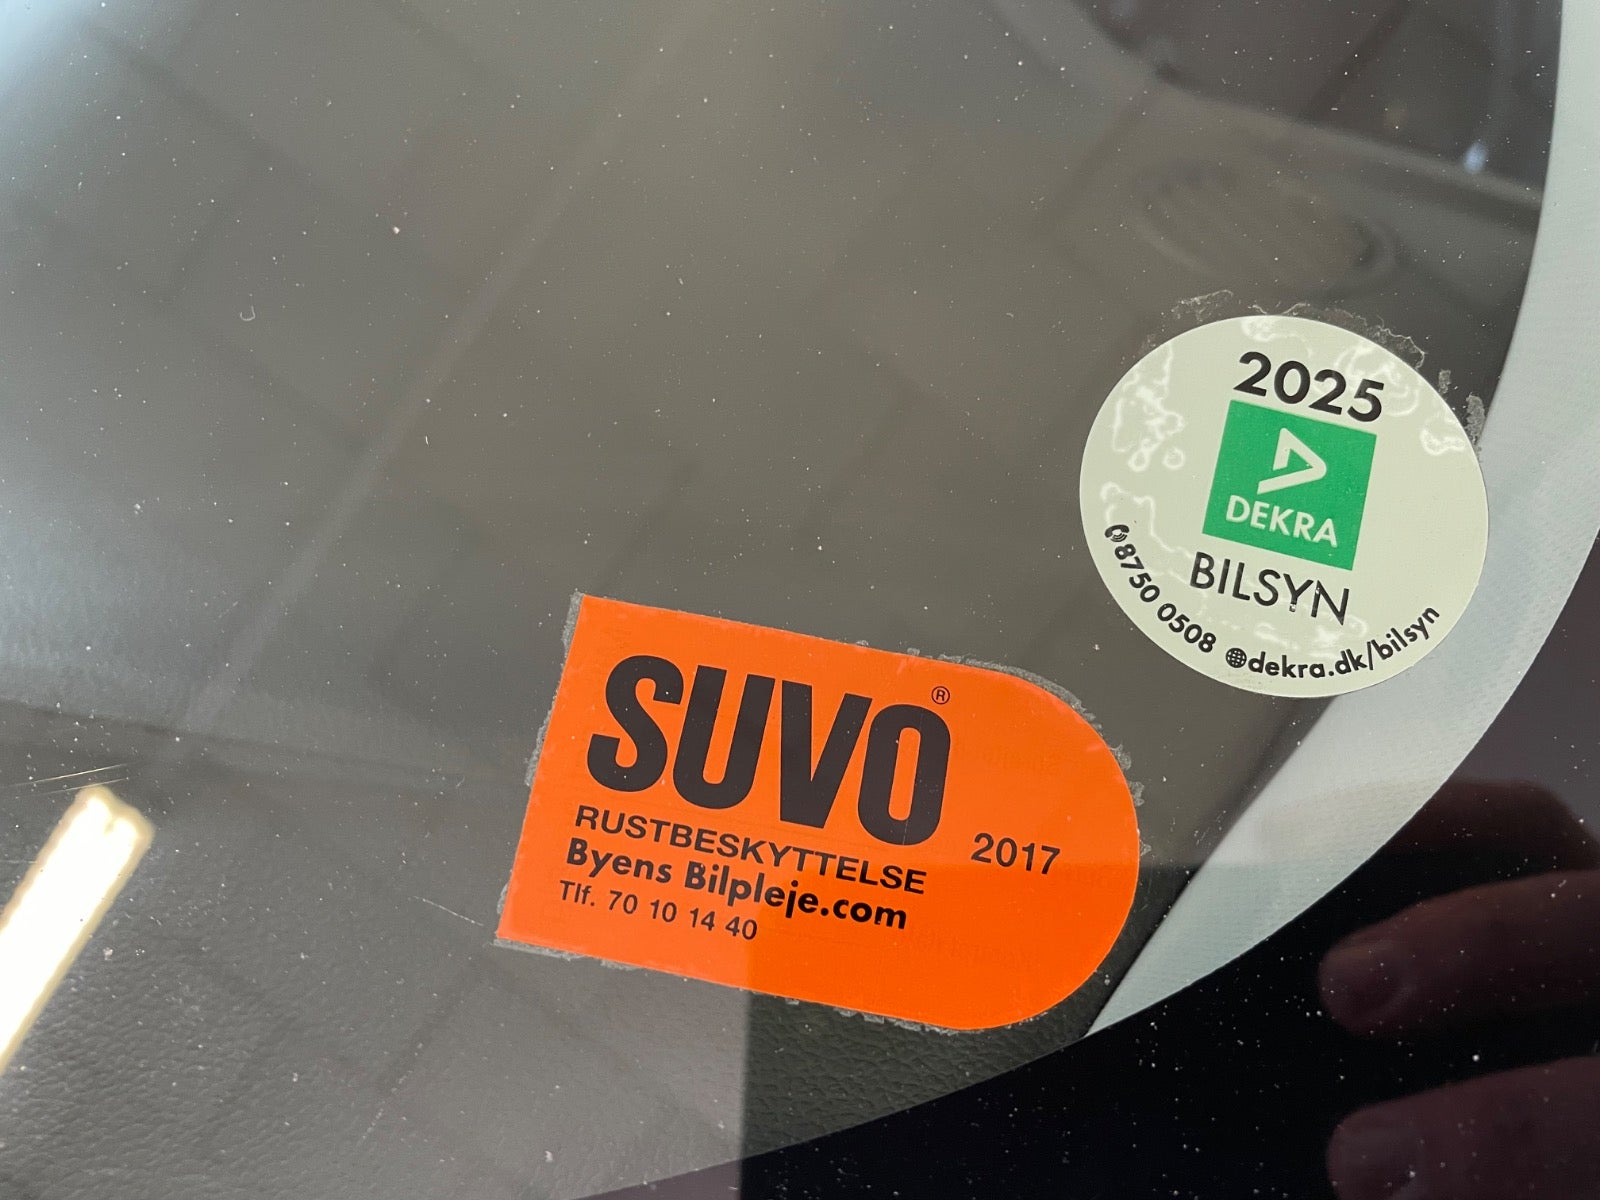 2025
DEKRA
BILSYN
8750 0508 dekra.dk/bilsyn
SUVO®
RUSTBESKYTTELSE 2017
Byens Bilpleje.com
Tlf. 70 10 14 40